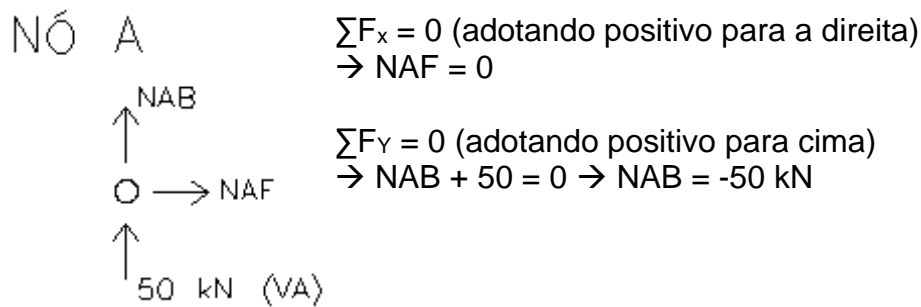 NÓ A
∑Fx = 0 (adotando positivo para a direita)
→ NAF = 0
NAB
∑FY = 0 (adotando positivo para cima)
→ NAB + 50 = 0 → NAB = -50 kN
NAF
50 kN (VA)